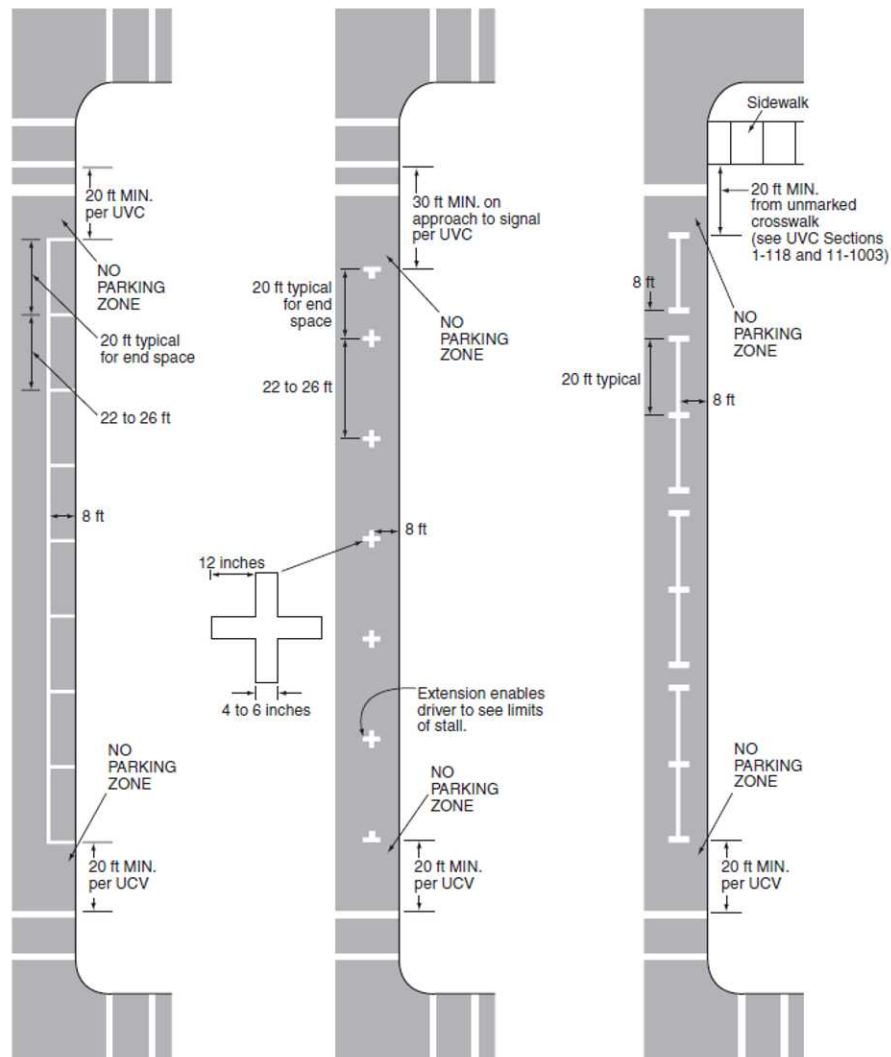 20 ft MIN.
per UVC
NO
PARKING
ZONE
20 ft typical
for end space
22 to 26 ft
8 ft
NO
PARKING
ZONE
20 ft MIN.
per UCV
30 ft MIN. on
approach to signal
per UVC
20 ft typical
for end
space
NO
PARKING
ZONE
22 to 26 ft
8 ft
12 inches
4 to 6 inches
Extension enables
driver to see limits
of stall.
NO
PARKING
ZONE
20 ft MIN.
per UCV
Sidewalk
20 ft MIN.
from unmarked
crosswalk
(see UVC Sections
1-118 and 11-1003)
8 ft
NO
PARKING
ZONE
20 ft typical
8 ft
NO
PARKING
ZONE
20 ft MIN.
per UCV